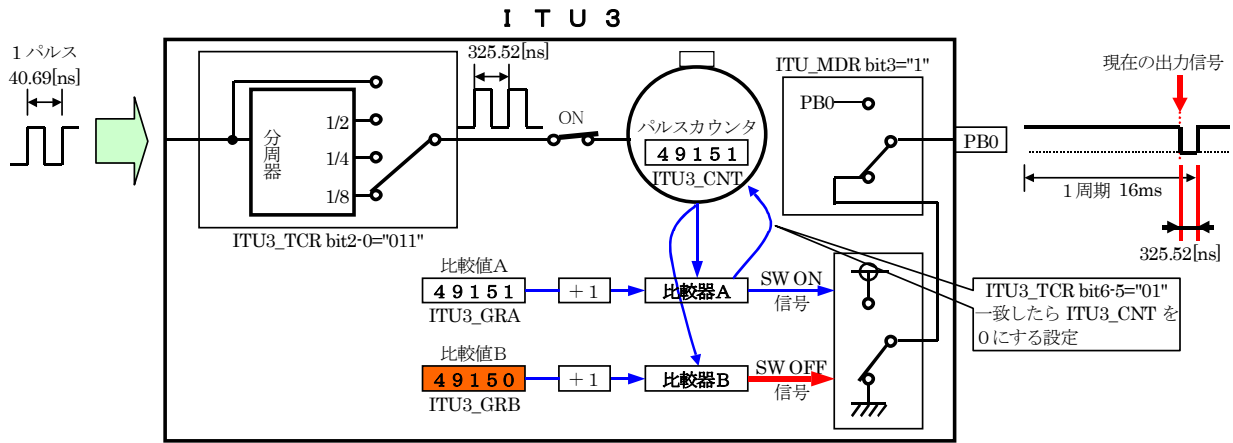 ITU3
1パルス
40.69[ns]
分周器
1/2
1/4
1/8
ITU3_TCR bit2-0="011"
325.52[ns]
ON
パルスカウンタ
49151
ITU3_CNT
ITU_MDR bit3="1"
PB0
PB0
現在の出力信号
1周期 16ms
325.52[ns]
比較値A
49151
ITU3_GRA
+1
比較器A
SW ON
信号
比較値B
49150
ITU3_GRB
+1
比較器B
SW OFF
信号
ITU3_TCR bit6-5="01"
一致したら ITU3_CNT を
0にする設定